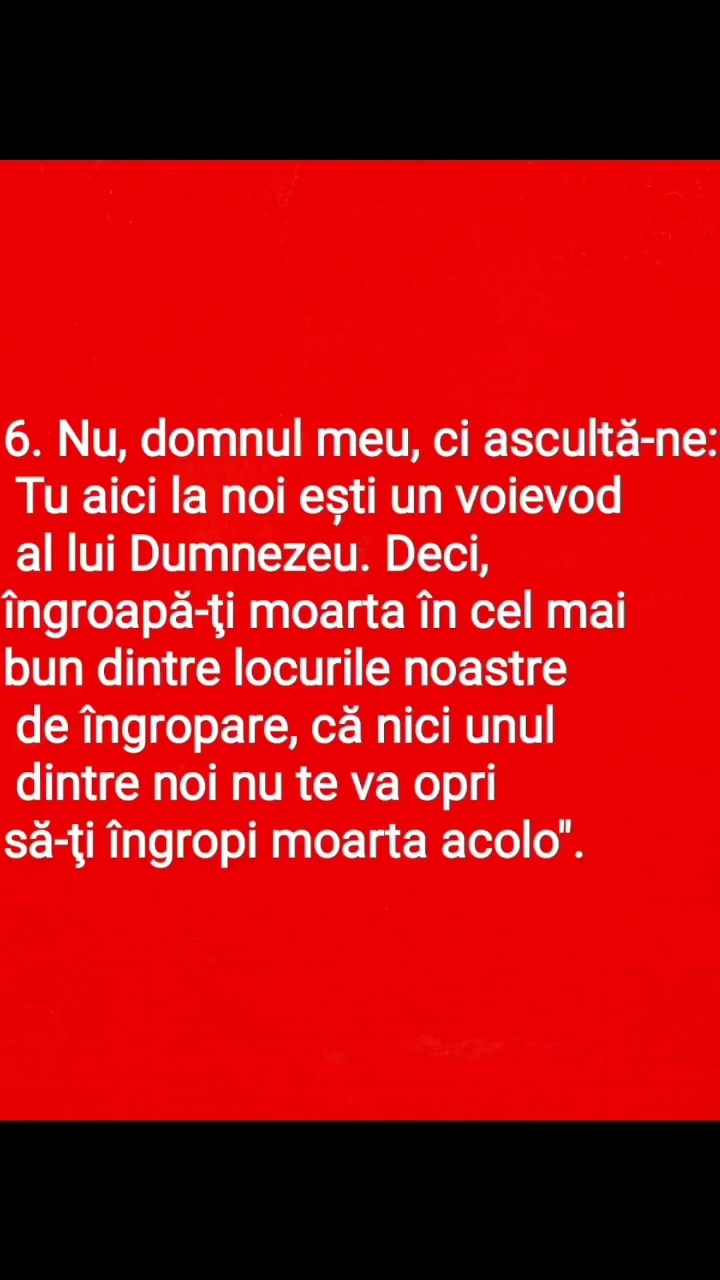 6. Nu, domnul meu, ci ascultă-ne:
Tu aici la noi ești un voievod
al lui Dumnezeu. Deci,
îngroapă-ţi moarta în cel mai
bun dintre locurile noastre
de îngropare, că nici unul
dintre noi nu te va opri
să-ţi îngropi moarta acolo".